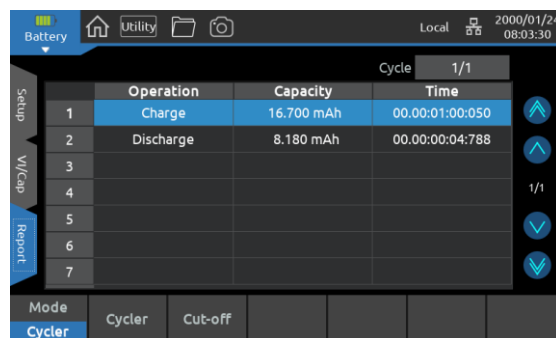 Battery Utility Local 2000/01/24
08:03:30
Cycle 1/1
Setup
VI/Cap
Report
Operation Capacity Time
1 Charge 16.700 mAh 00.00:01:00:050
2 Discharge 8.180 mAh 00.00:00:04:788
3
4
5
6
7
1/1
Mode Cycler Cut-off
Cycler